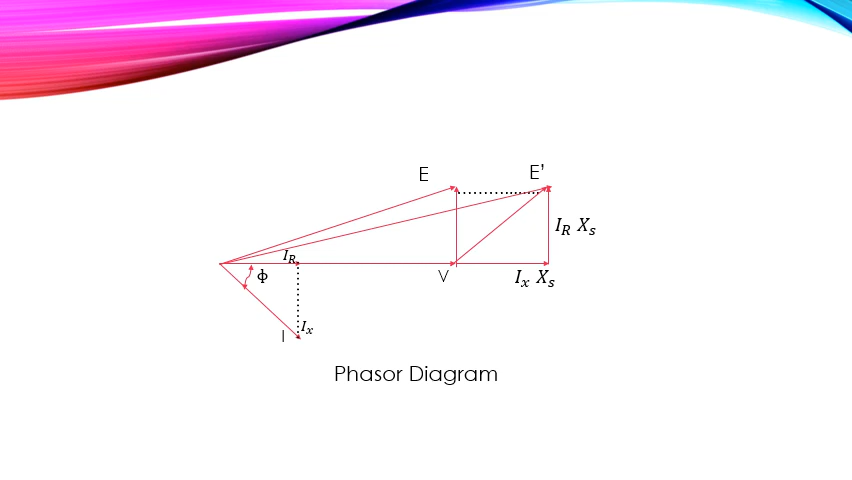 E
E’
I_R X_s
I_R
ϕ
V
I_x X_s
I_x
I
Phasor Diagram